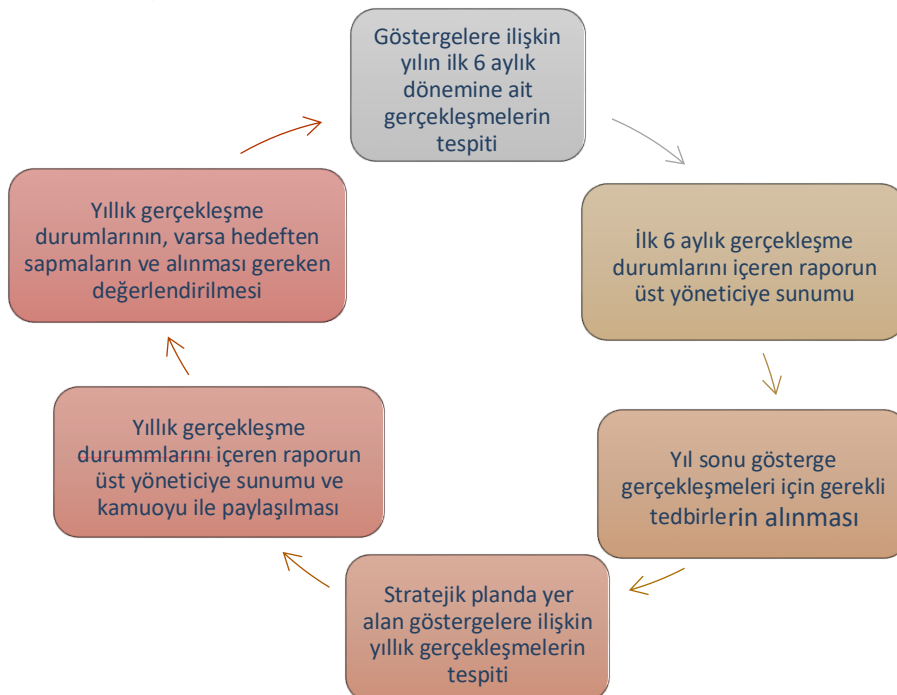 Göstergelere ilişkin
yılın ilk 6 aylık
dönemine ait
gerçekleşmelerin
tespiti
İlk 6 aylık gerçekleşme
durumlarını içeren raporun
üst yöneticiye sunumu
Yıl sonu gösterge
gerçekleşmeleri için gerekli
tedbirlerin alınması
Stratejik planda yer
alan göstergelere ilişkin
yıllık gerçekleşmelerin
tespiti
Yıllık gerçekleşme
durummlarını içeren raporun
üst yöneticiye sunumu ve
kamuoyu ile paylaşılması
Yıllık gerçekleşme
durumlarının, varsa hedeften
sapmaların ve alınması gereken
değerlendirilmesi